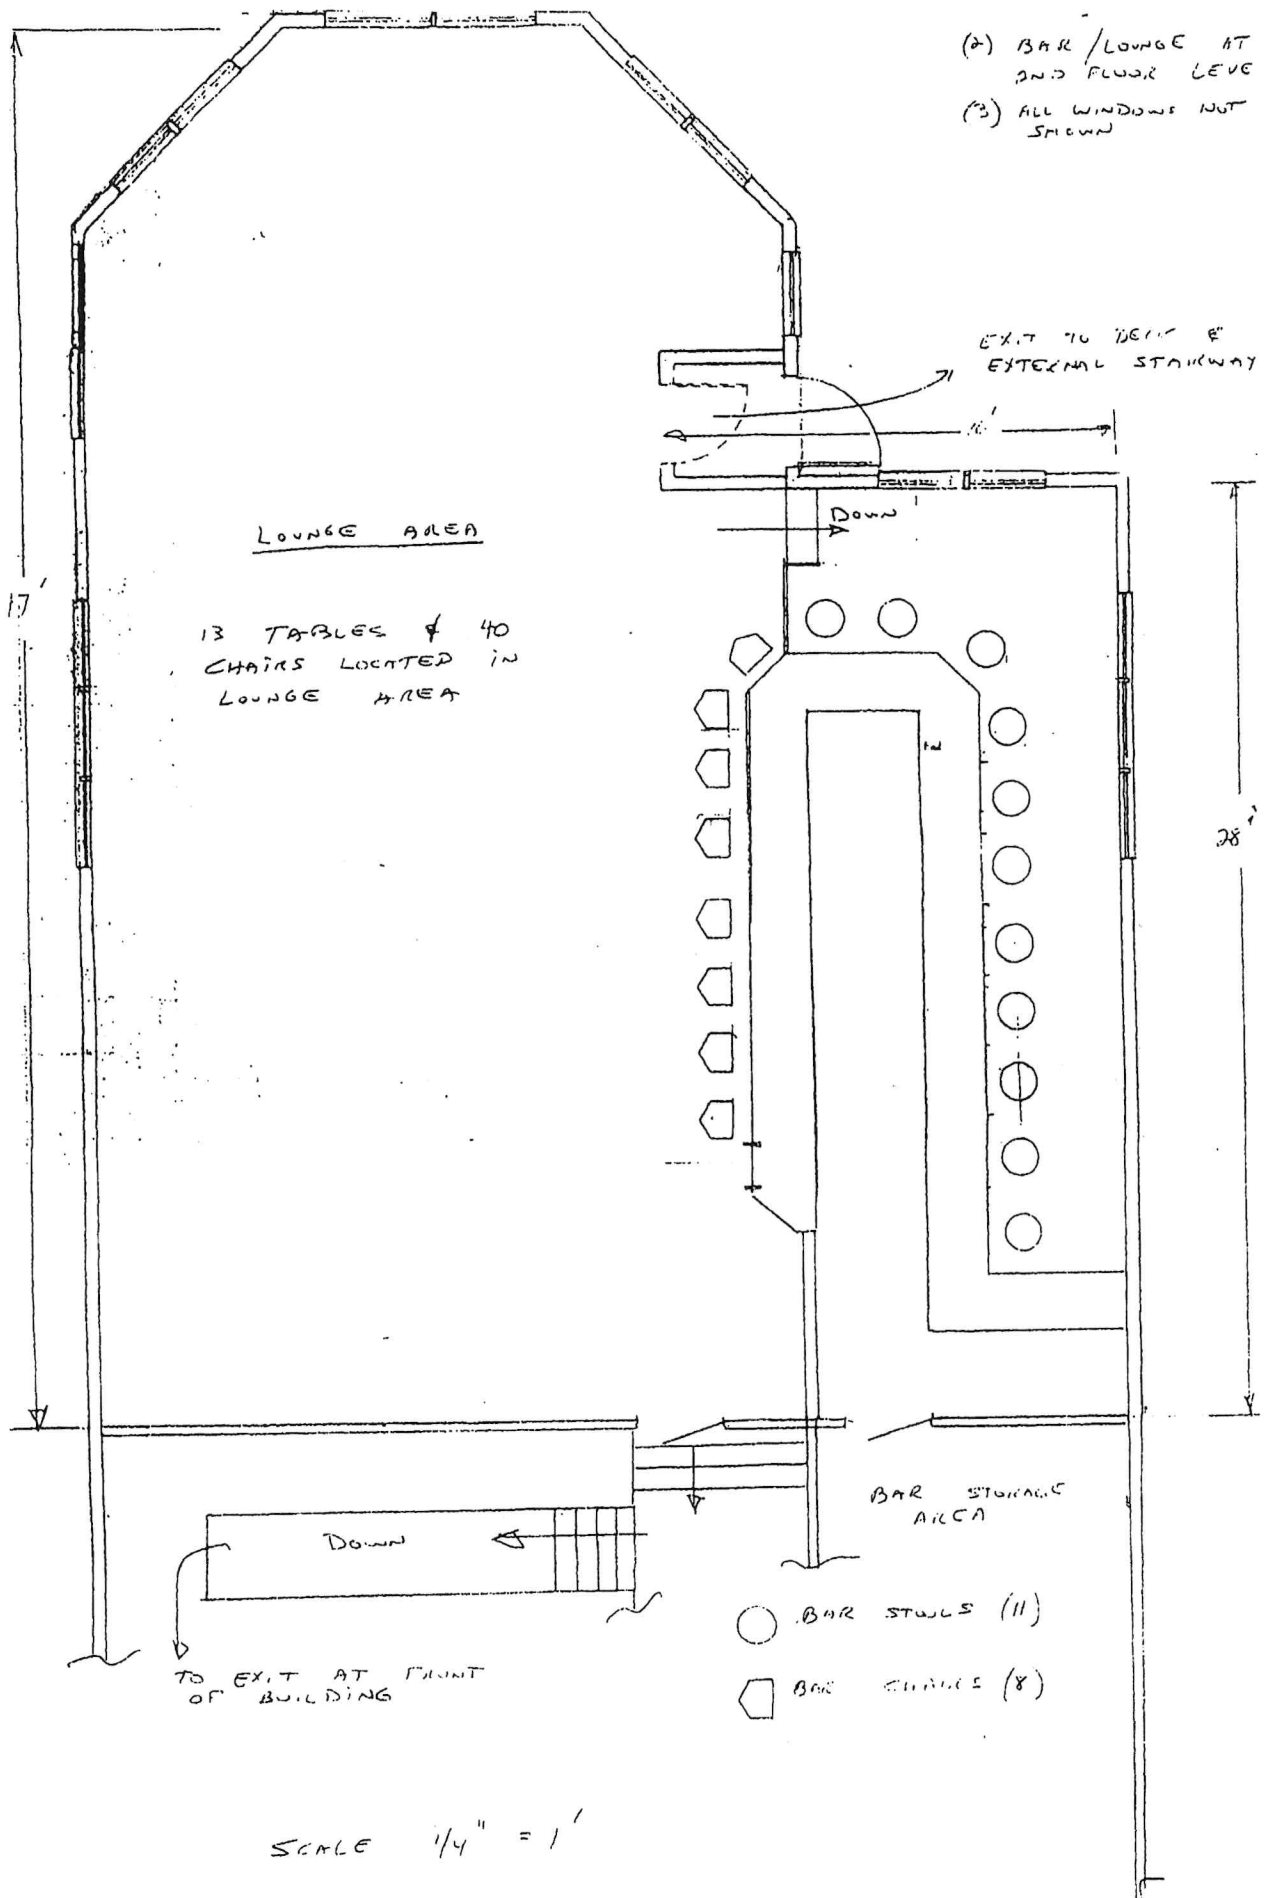 (2) BAR / LOUNGE AT
2ND FLOOR LEVE
(3) ALL WINDOWS NOT
SHOWN
EXIT TO DECK &
EXTERNAL STAIRWAY
DOWN
LOUNGE AREA
17'
13 TABLES & 40
CHAIRS LOCATED IN
LOUNGE AREA
28'
BAR STORAGE
AREA
DOWN
BAR STOOLS (11)
TO EXIT AT FRONT
OF BUILDING
BAR CHAIRS (8)
SCALE 1/4" = 1'